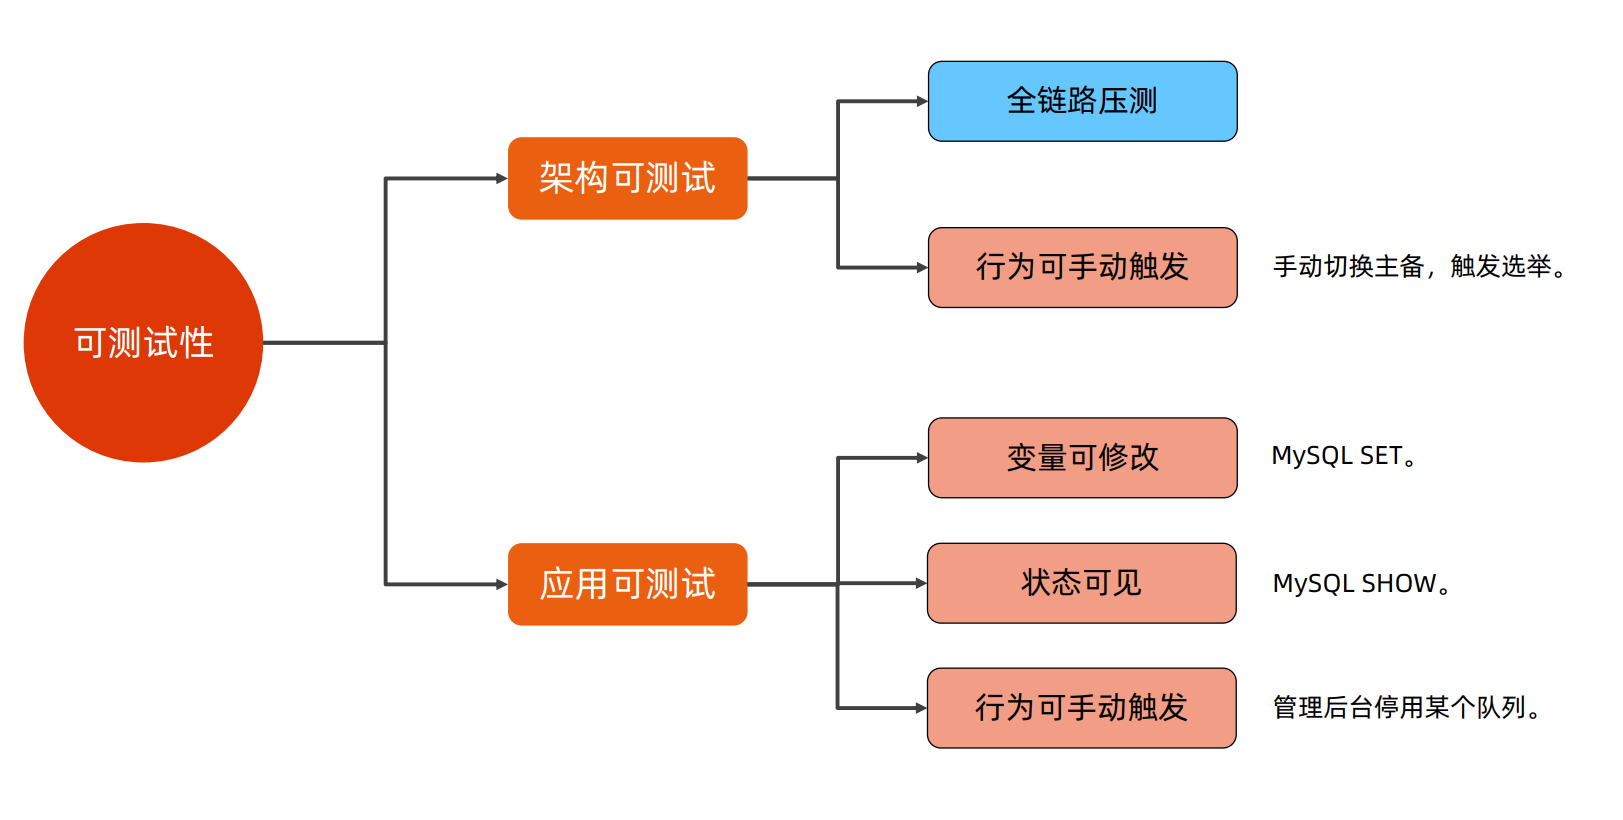 可测试性
架构可测试
全链路压测
行为可手动触发
手动切换主备，触发选举。
应用可测试
变量可修改
MySQL SET。
状态可见
MySQL SHOW。
行为可手动触发
管理后台停用某个队列。